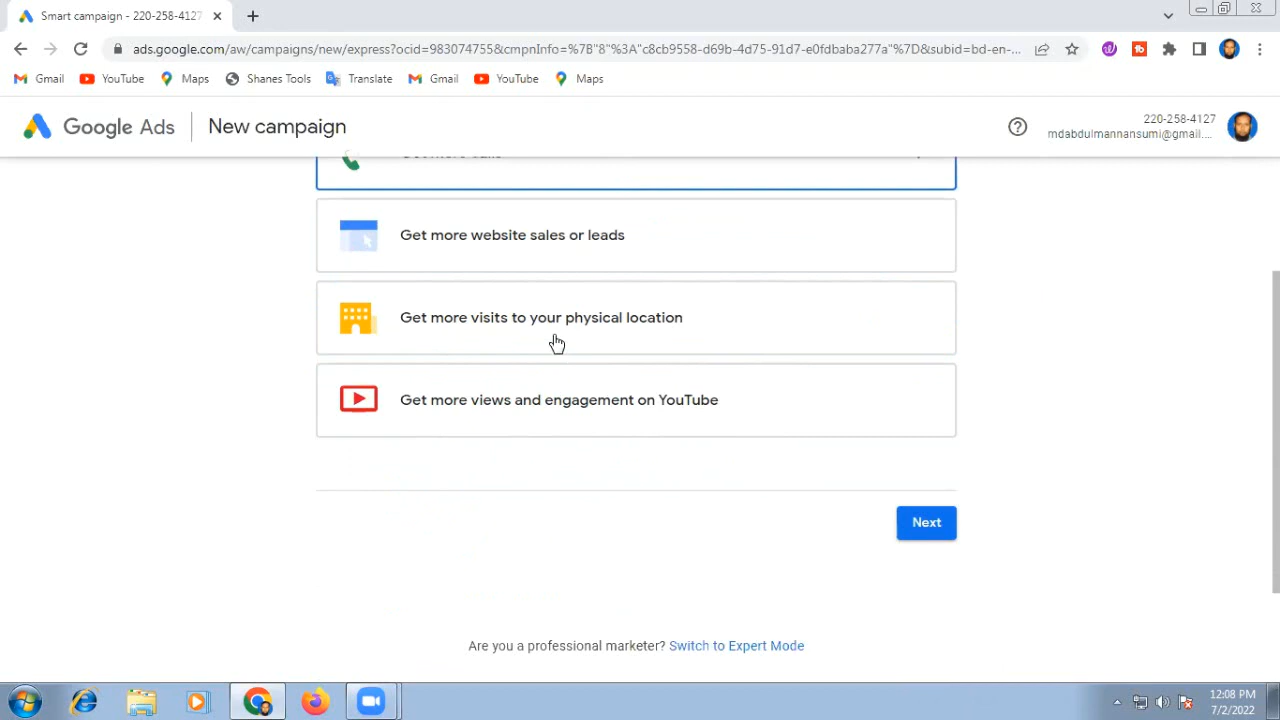 Smart campaign - 220-258-4127
ads.google.com/aw/campaigns/new/express?ocid=983074755&cmpnInfo=%7B"8"%3A"c8cb9558-d69b-4d75-91d7-e0fdbaba277a"%7D&subid=bd-en-...
Gmail YouTube Maps Shanes Tools Translate Gmail YouTube Maps
Google Ads New campaign
220-258-4127
mdabdulmannansumi@gmail....
Get more calls
Get more website sales or leads
Get more visits to your physical location
Get more views and engagement on YouTube
Next
Are you a professional marketer? Switch to Expert Mode
12:08 PM
7/2/2022